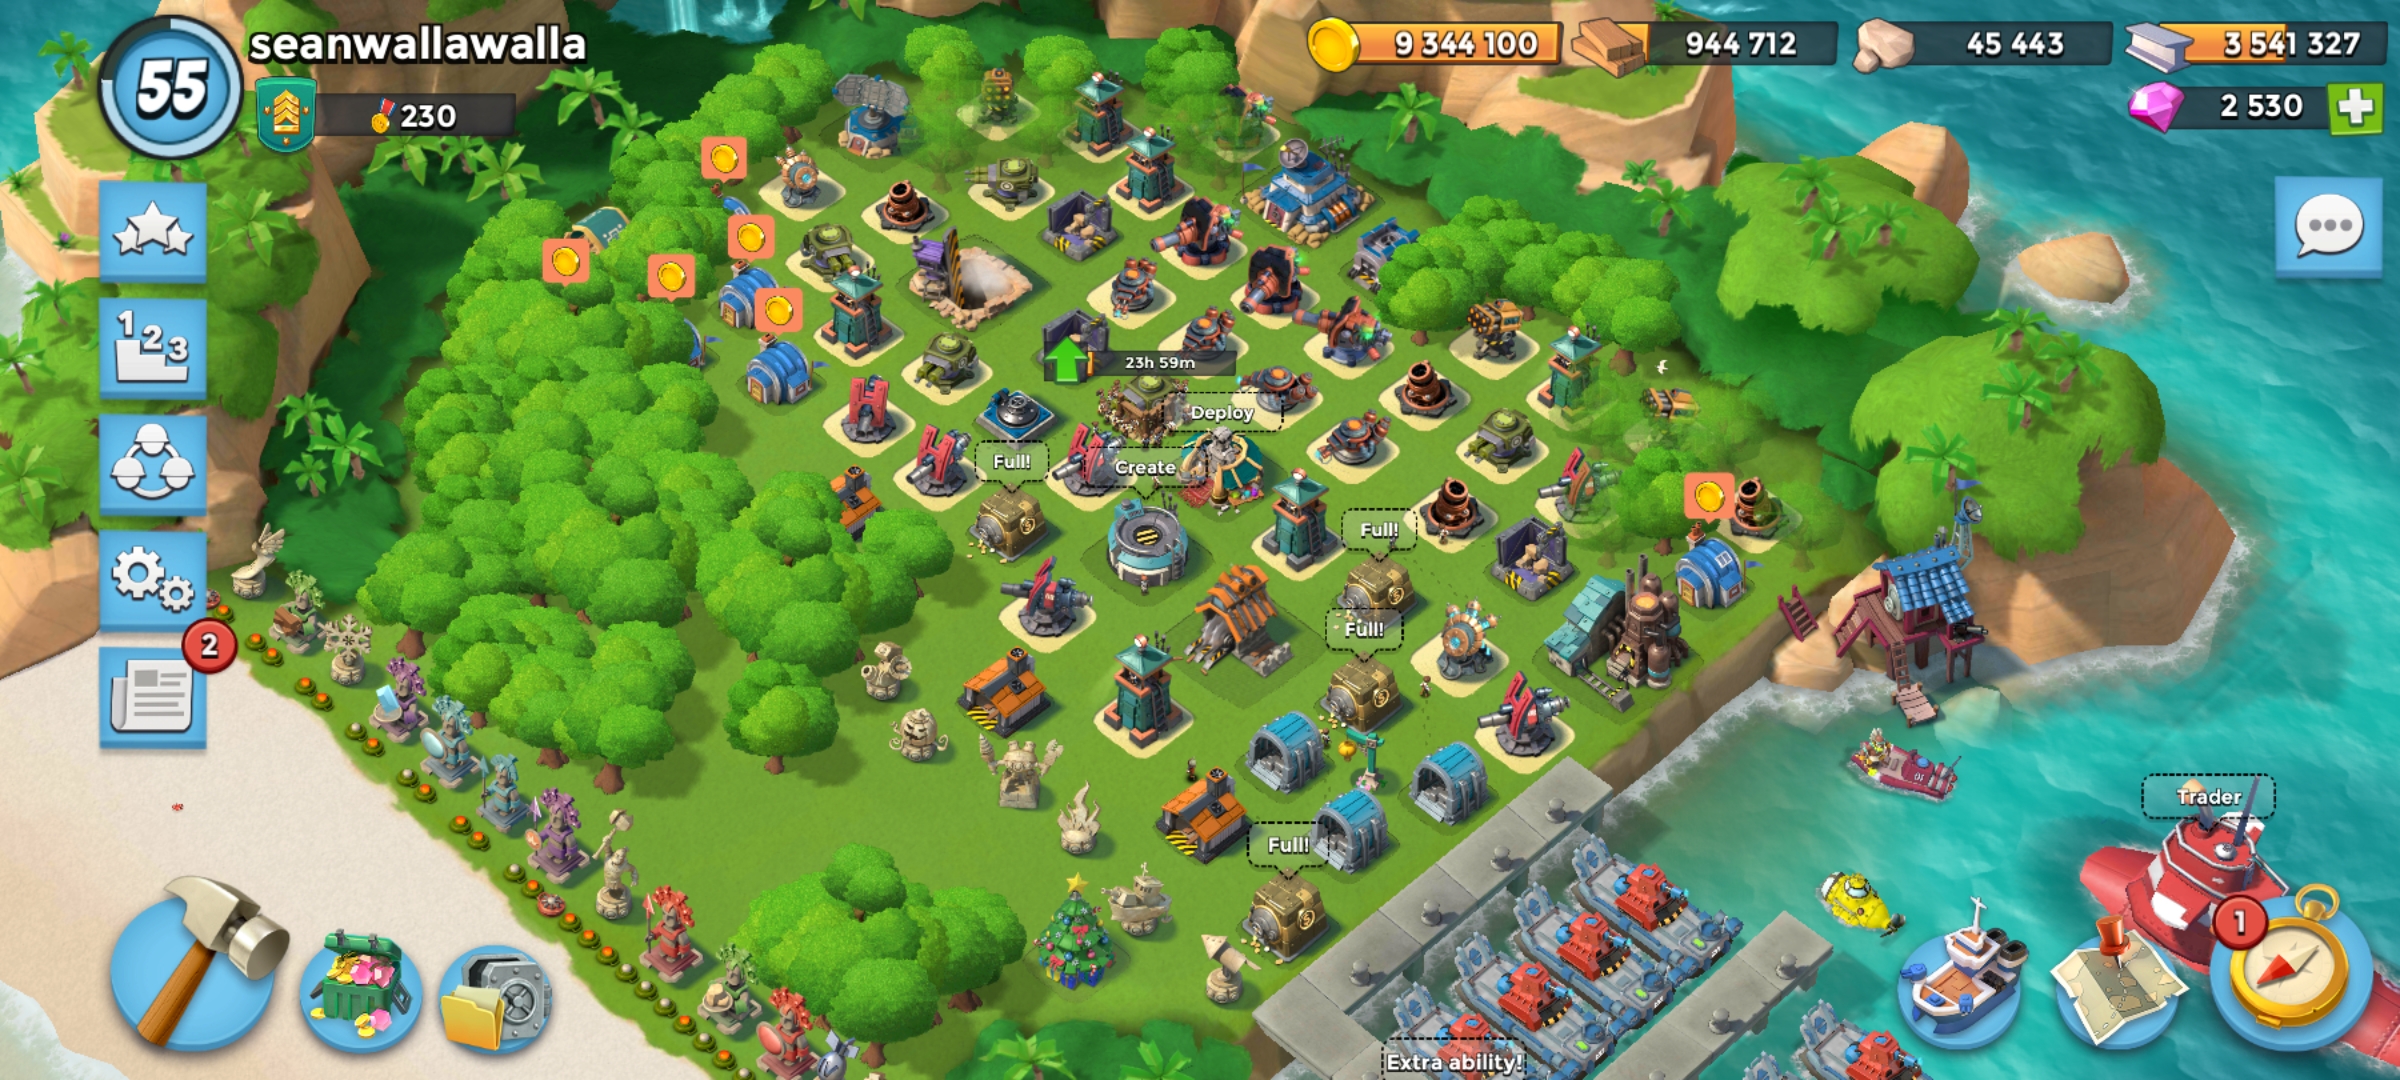 55
seanwallawalla
230
9 344 100
944 712
45 443
3 541 327
2 530
123
2
23h 59m
Deploy
Create
Full!
Full!
Full!
Full!
Trader
1
Extra ability!